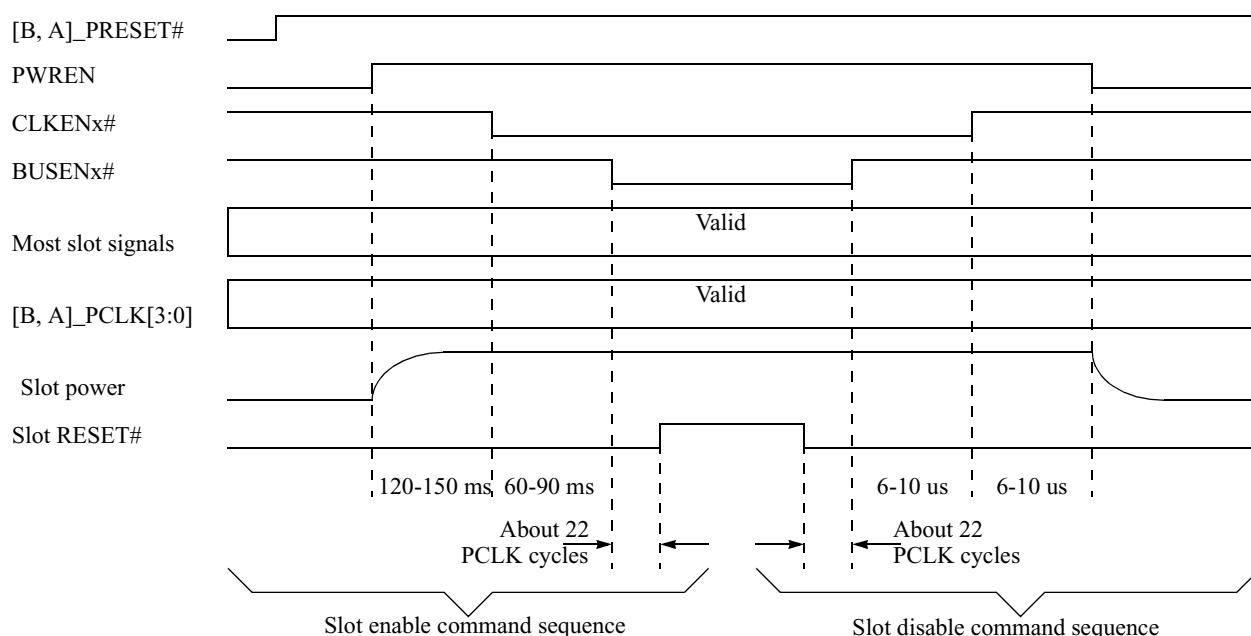 [B, A]_PRESET#
PWREN
CLKENx#
BUSENx#
Valid
Most slot signals
Valid
[B, A]_PCLK[3:0]
Slot power
Slot RESET#
120-150 ms
60-90 ms
6-10 us
6-10 us
About 22
PCLK cycles
About 22
PCLK cycles
Slot enable command sequence
Slot disable command sequence